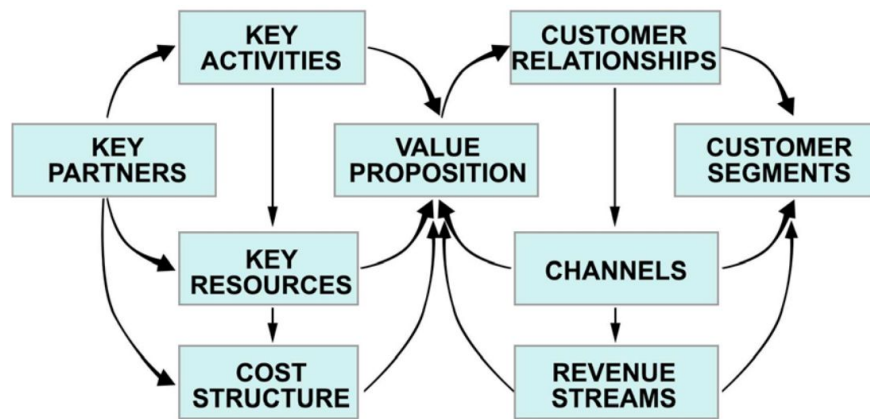 KEY
ACTIVITIES
CUSTOMER
RELATIONSHIPS
KEY
PARTNERS
VALUE
PROPOSITION
CUSTOMER
SEGMENTS
KEY
RESOURCES
CHANNELS
COST
STRUCTURE
REVENUE
STREAMS